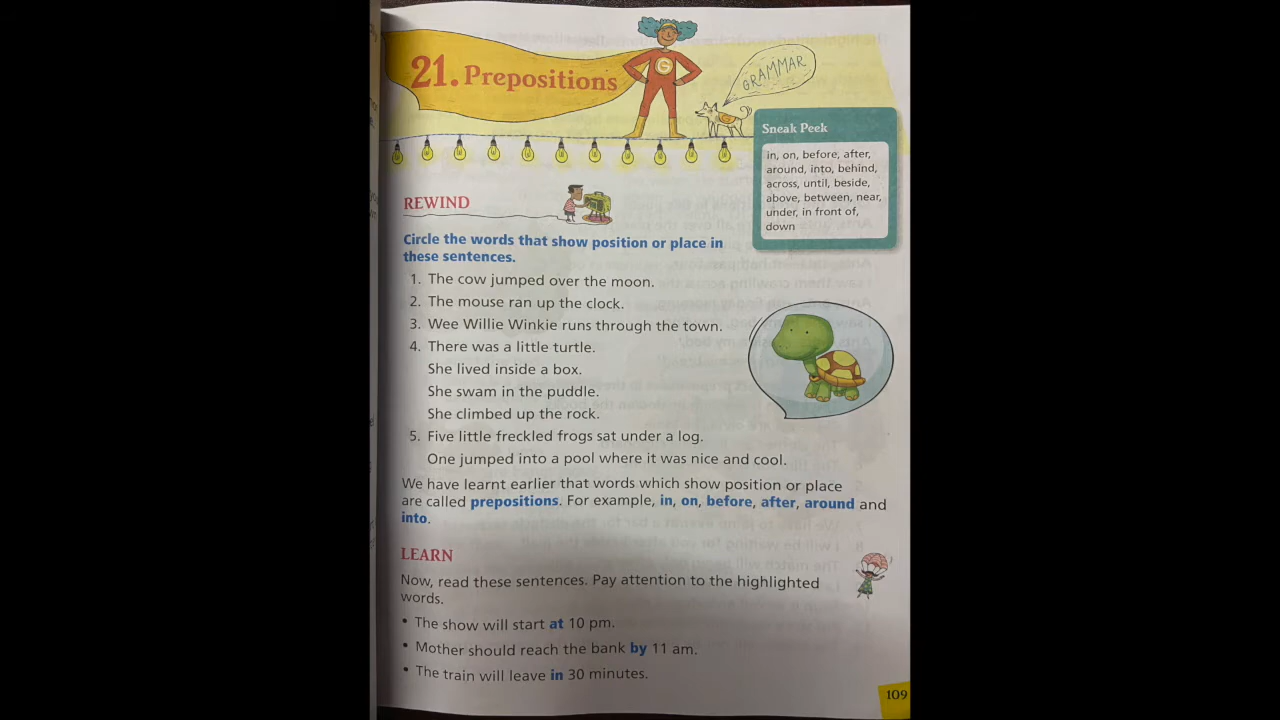 21. Prepositions
GRAMMAR
G
Sneak Peek
in, on, before, after,
around, into, behind,
across, until, beside,
above, between, near,
under, in front of,
down
REWIND
Circle the words that show position or place in
these sentences.
1. The cow jumped over the moon.
2. The mouse ran up the clock.
3. Wee Willie Winkie runs through the town.
4. There was a little turtle.
She lived inside a box.
She swam in the puddle.
She climbed up the rock.
5. Five little freckled frogs sat under a log.
One jumped into a pool where it was nice and cool.
We have learnt earlier that words which show position or place
are called prepositions. For example, in, on, before, after, around and
into.
LEARN
Now, read these sentences. Pay attention to the highlighted
words.
• The show will start at 10 pm.
• Mother should reach the bank by 11 am.
• The train will leave in 30 minutes.
109